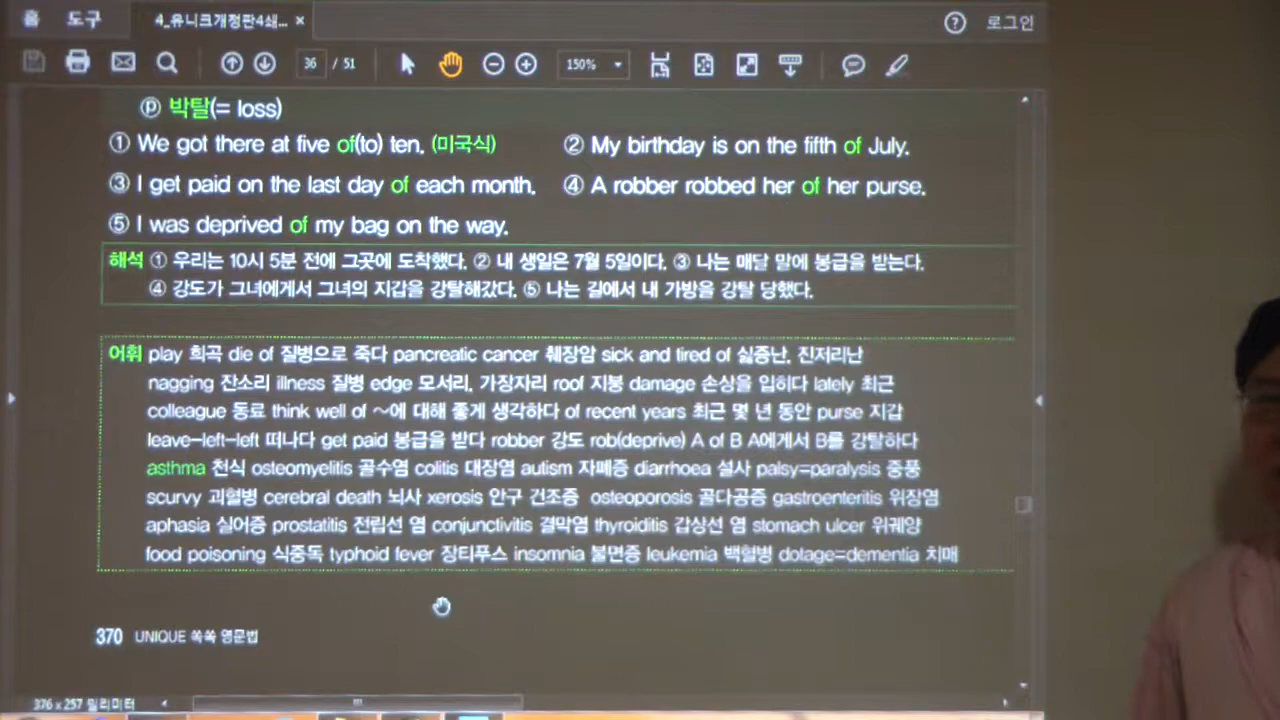 홈 도구 4_유니크개정판4쇄... × ? 로그인
36 / 51 150%
ⓟ 박탈(= loss)
① We got there at five of(to) ten. (미국식) ② My birthday is on the fifth of July.
③ I get paid on the last day of each month. ④ A robber robbed her of her purse.
⑤ I was deprived of my bag on the way.
해석 ① 우리는 10시 5분 전에 그곳에 도착했다. ② 내 생일은 7월 5일이다. ③ 나는 매달 말에 봉급을 받는다.
④ 강도가 그녀에게서 그녀의 지갑을 강탈해갔다. ⑤ 나는 길에서 내 가방을 강탈 당했다.
어휘 play 희곡 die of 질병으로 죽다 pancreatic cancer 췌장암 sick and tired of 싫증난, 진저리난
nagging 잔소리 illness 질병 edge 모서리, 가장자리 roof 지붕 damage 손상을 입히다 lately 최근
colleague 동료 think well of ~에 대해 좋게 생각하다 of recent years 최근 몇 년 동안 purse 지갑
leave-left-left 떠나다 get paid 봉급을 받다 robber 강도 rob(deprive) A of B A에게서 B를 강탈하다
asthma 천식 osteomyelitis 골수염 colitis 대장염 autism 자폐증 diarrhoea 설사 palsy=paralysis 중풍
scurvy 괴혈병 cerebral death 뇌사 xerosis 안구 건조증 osteoporosis 골다공증 gastroenteritis 위장염
aphasia 실어증 prostatitis 전립선 염 conjunctivitis 결막염 thyroiditis 갑상선 염 stomach ulcer 위궤양
food poisoning 식중독 typhoid fever 장티푸스 insomnia 불면증 leukemia 백혈병 dotage=dementia 치매
370 UNIQUE 쏙쏙 영문법
376 x 257 밀리미터